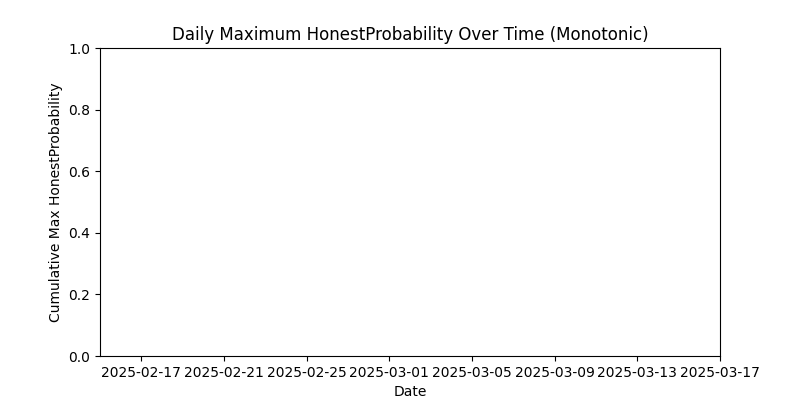 Daily Maximum HonestProbability Over Time (Monotonic)
Cumulative Max HonestProbability
1.0
0.8
0.6
0.4
0.2
0.0
2025-02-17 2025-02-21 2025-02-25 2025-03-01 2025-03-05 2025-03-09 2025-03-13 2025-03-17
Date